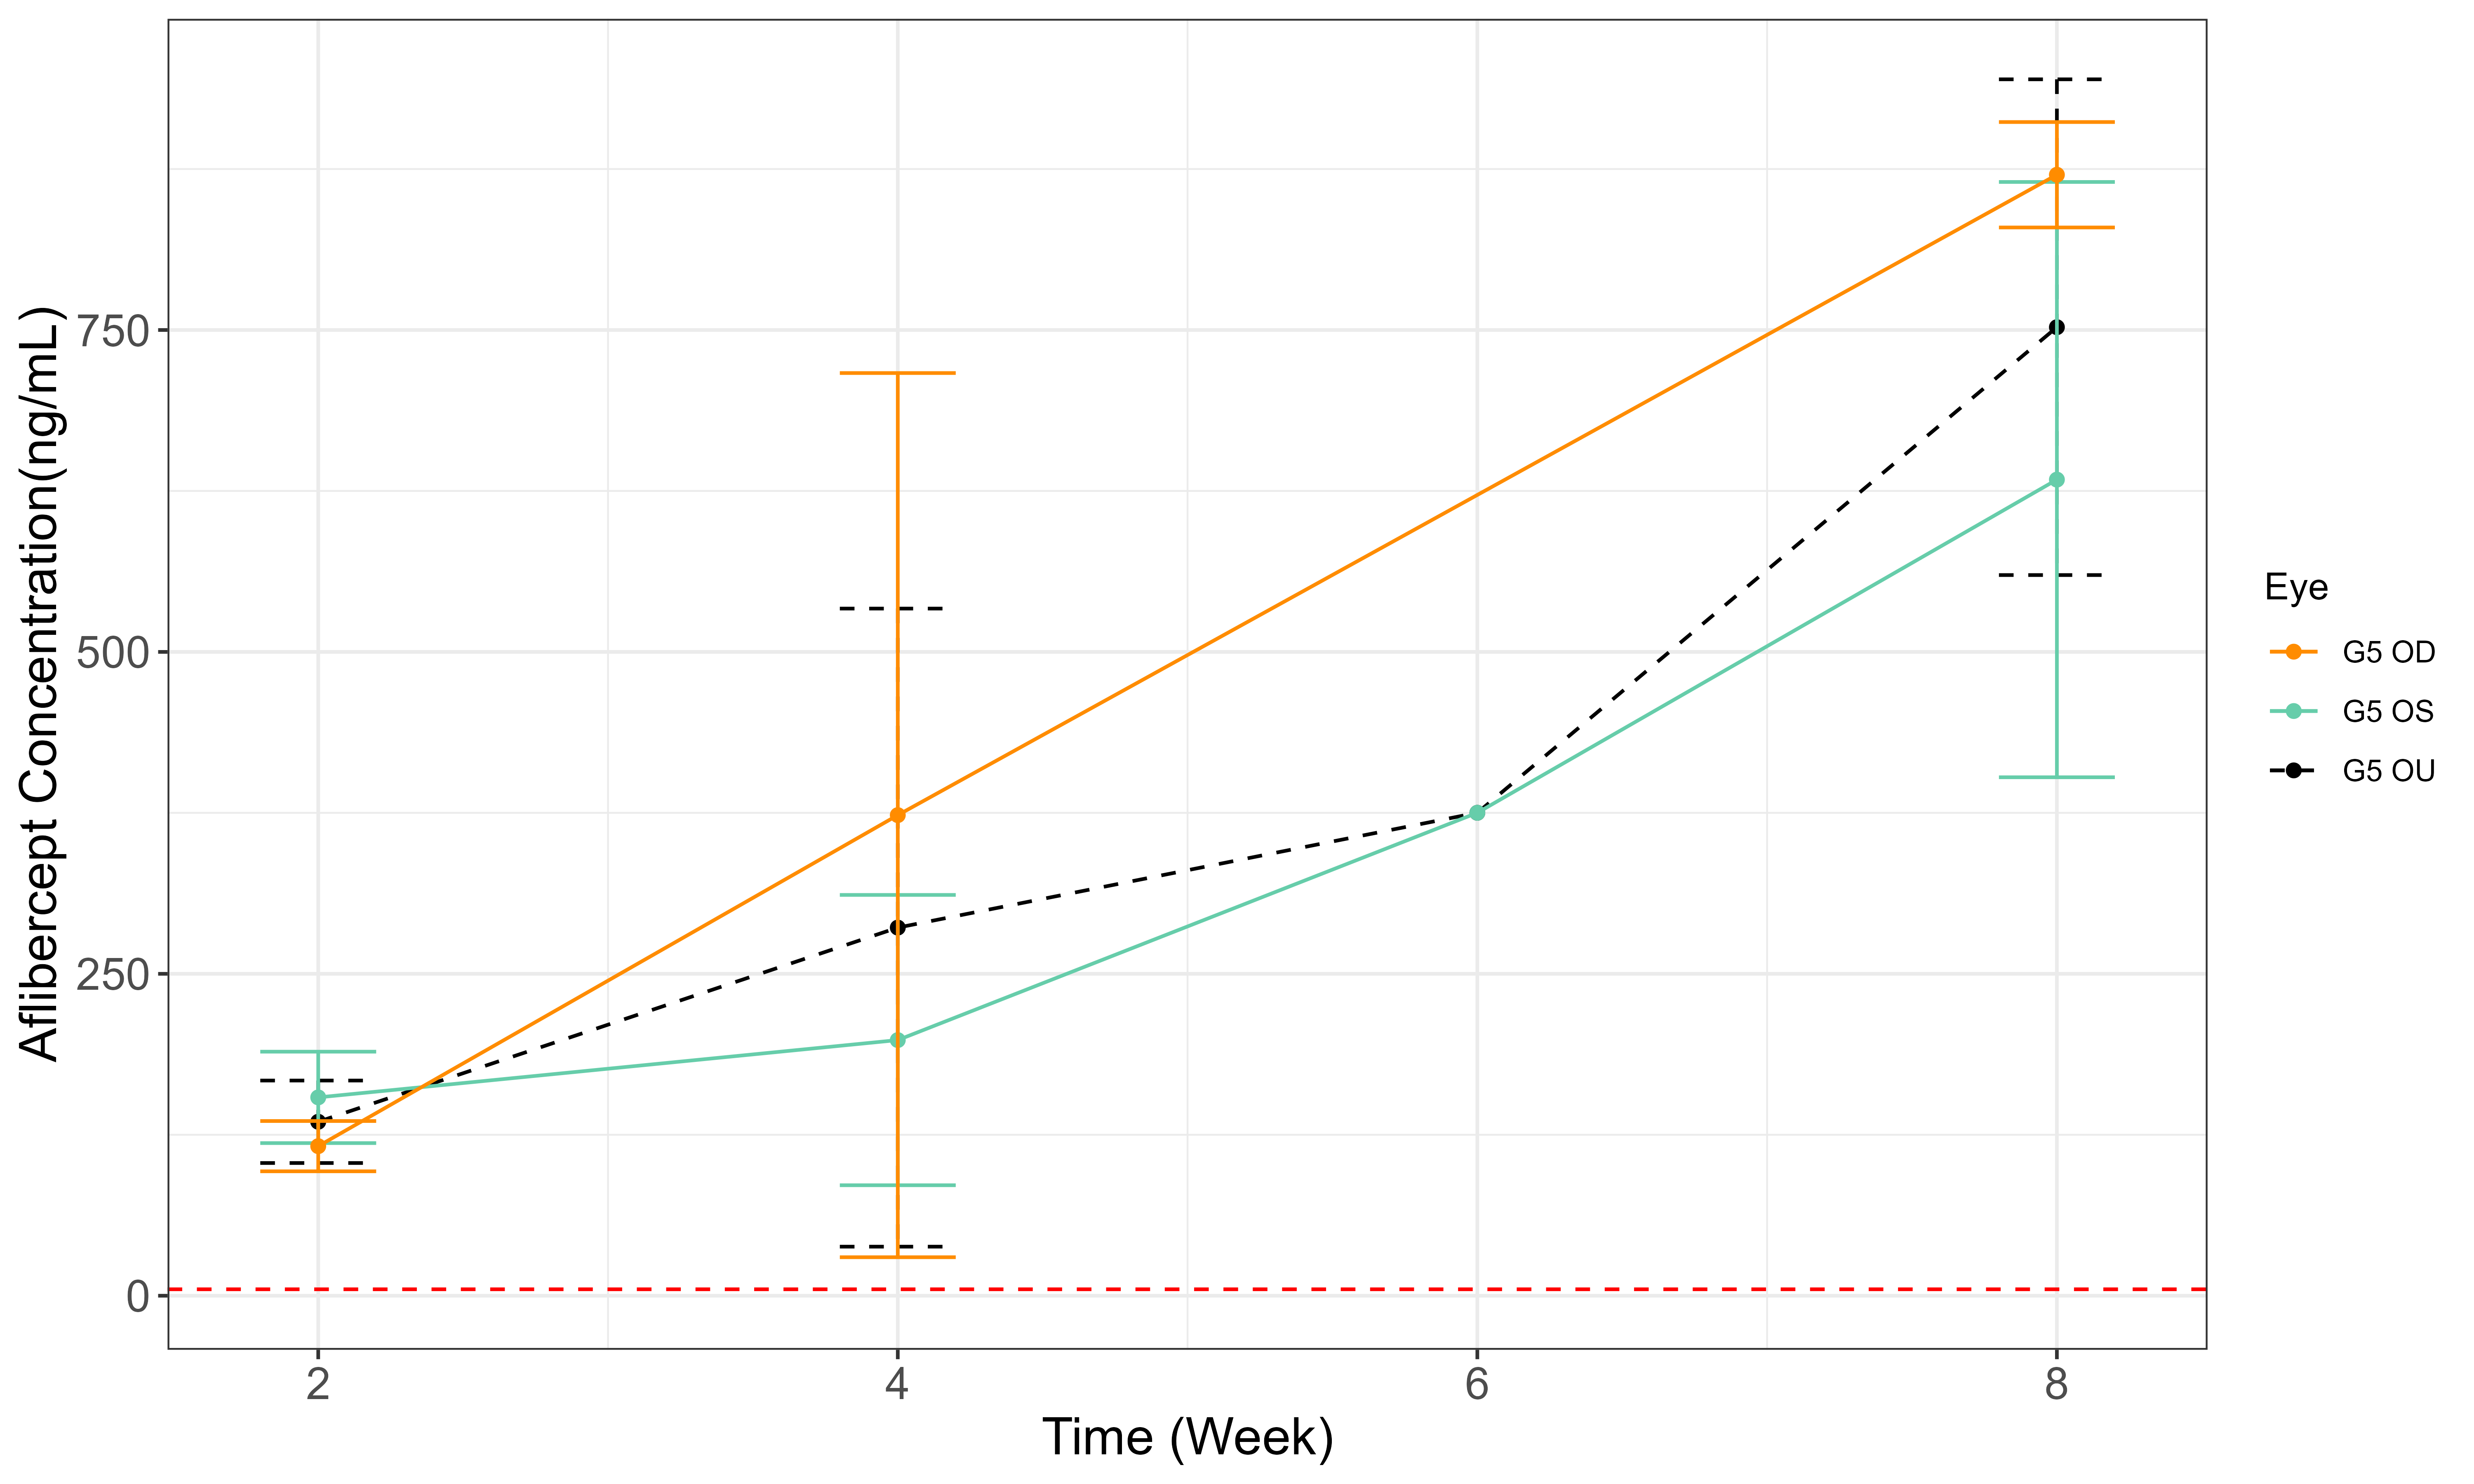 Aflibercept Concentration(ng/mL)
750
500
250
0
2
4
6
8
Time (Week)
Eye
G5 OD
G5 OS
G5 OU